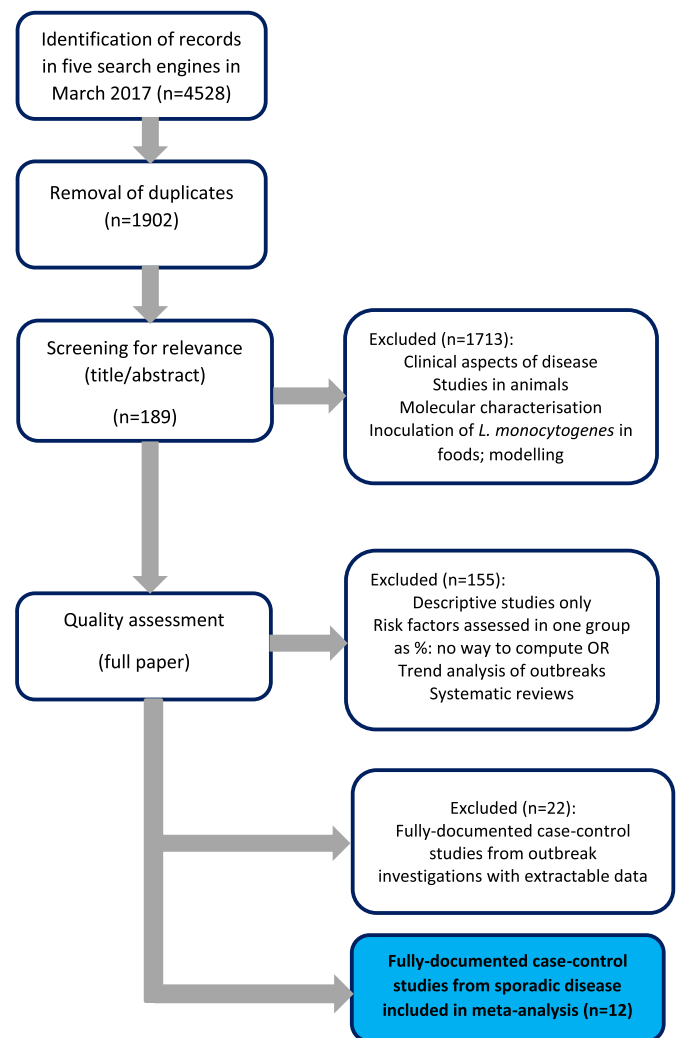 Identification of records
in five search engines in
March 2017 (n=4528)
Removal of duplicates
(n=1902)
Screening for relevance
(title/abstract)
(n=189)
Excluded (n=1713):
Clinical aspects of disease
Studies in animals
Molecular characterisation
Inoculation of L. monocytogenes in
foods; modelling
Quality assessment
(full paper)
Excluded (n=155):
Descriptive studies only
Risk factors assessed in one group
as %: no way to compute OR
Trend analysis of outbreaks
Systematic reviews
Excluded (n=22):
Fully-documented case-control
studies from outbreak
investigations with extractable data
Fully-documented case-control
studies from sporadic disease
included in meta-analysis (n=12)